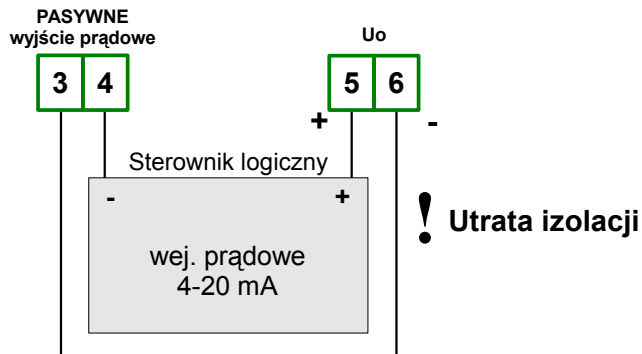 PASYWNE
wyjście prądowe
Uo
3 4
5 6
+ -
Sterownik logiczny
- +
! Utrata izolacji
wej. prądowe
4-20 mA